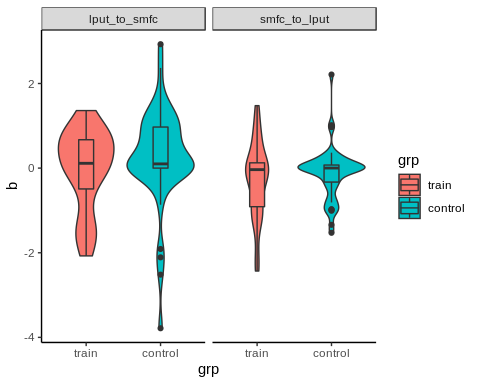 lput_to_smfc smfc_to_lput
2
0
-2
-4
b
train control train control
grp
grp
train
control